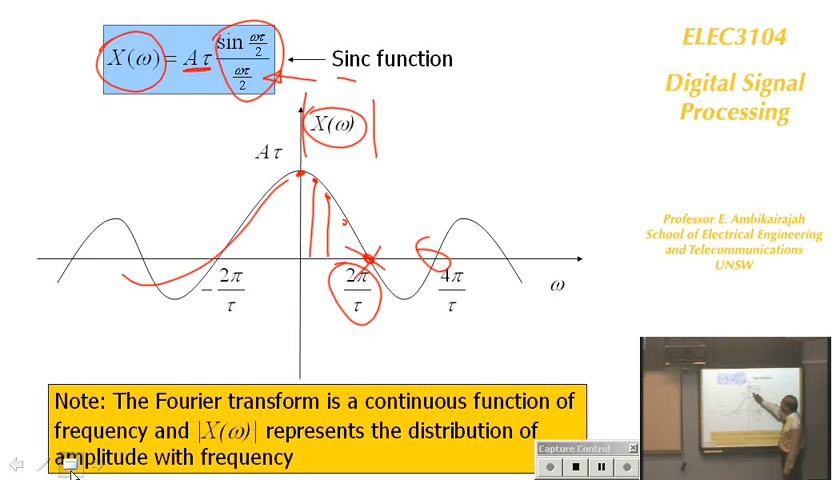 X(ω) = Aτ sin ωτ/2 / ωτ/2
Sinc function
ELEC3104
Digital Signal
Processing
Professor E. Ambikairajah
School of Electrical Engineering
and Telecommunications
UNSW
|X(ω)|
Aτ
−2π/τ
2π/τ
4π/τ
ω
Note: The Fourier transform is a continuous function of
frequency and |X(ω)| represents the distribution of
amplitude with frequency
Capture Control